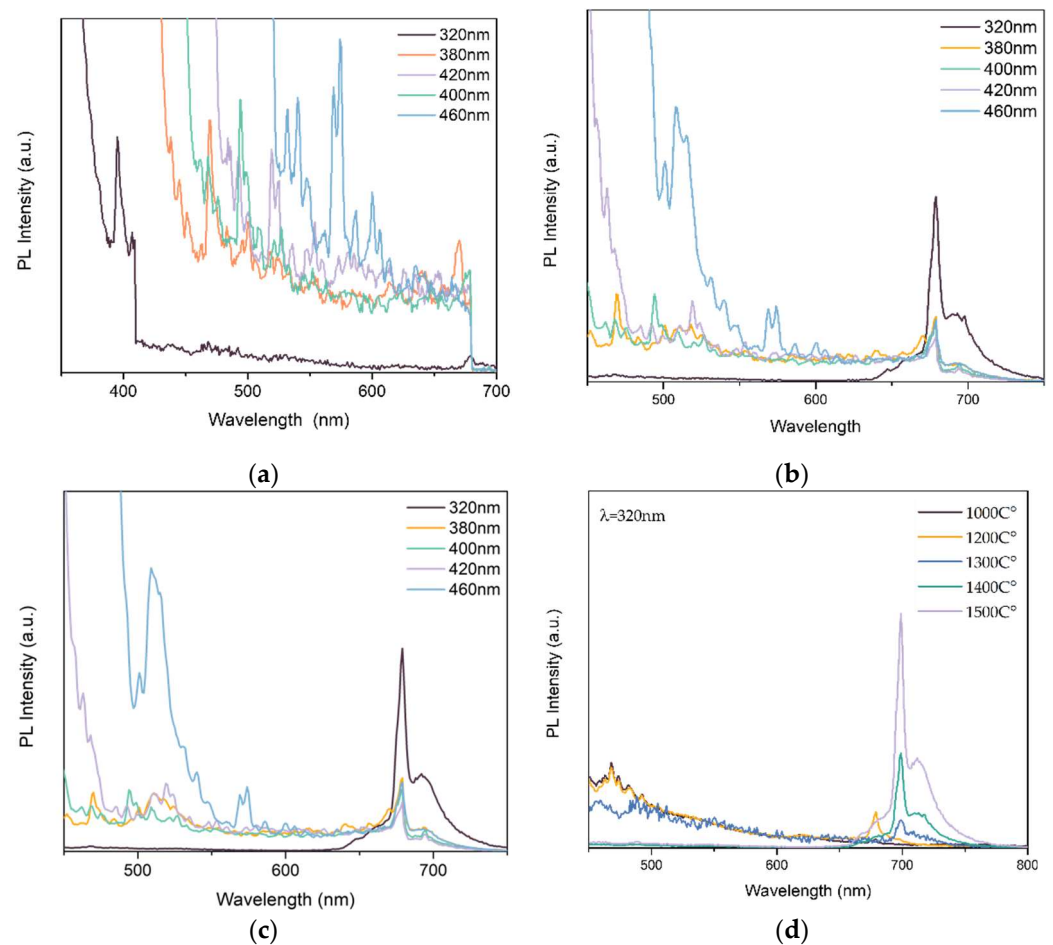 320nm
380nm
420nm
400nm
460nm
PL Intensity (a.u.)
400
500
600
700
Wavelength (nm)
(a)
320nm
380nm
400nm
420nm
460nm
PL Intensity (a.u.)
500
600
700
Wavelength
(b)
320nm
380nm
400nm
420nm
460nm
PL Intensity (a.u.)
500
600
700
Wavelength (nm)
(c)
λ=320nm
1000C°
1200C°
1300C°
1400C°
1500C°
PL Intensity (a.u.)
500
600
700
800
Wavelength (nm)
(d)